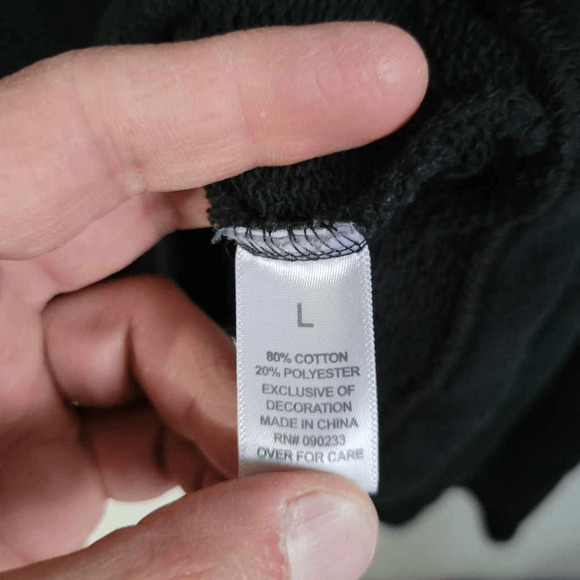 L
80% COTTON
20% POLYESTER
EXCLUSIVE OF
DECORATION
MADE IN CHINA
RN# 090233
OVER FOR CARE